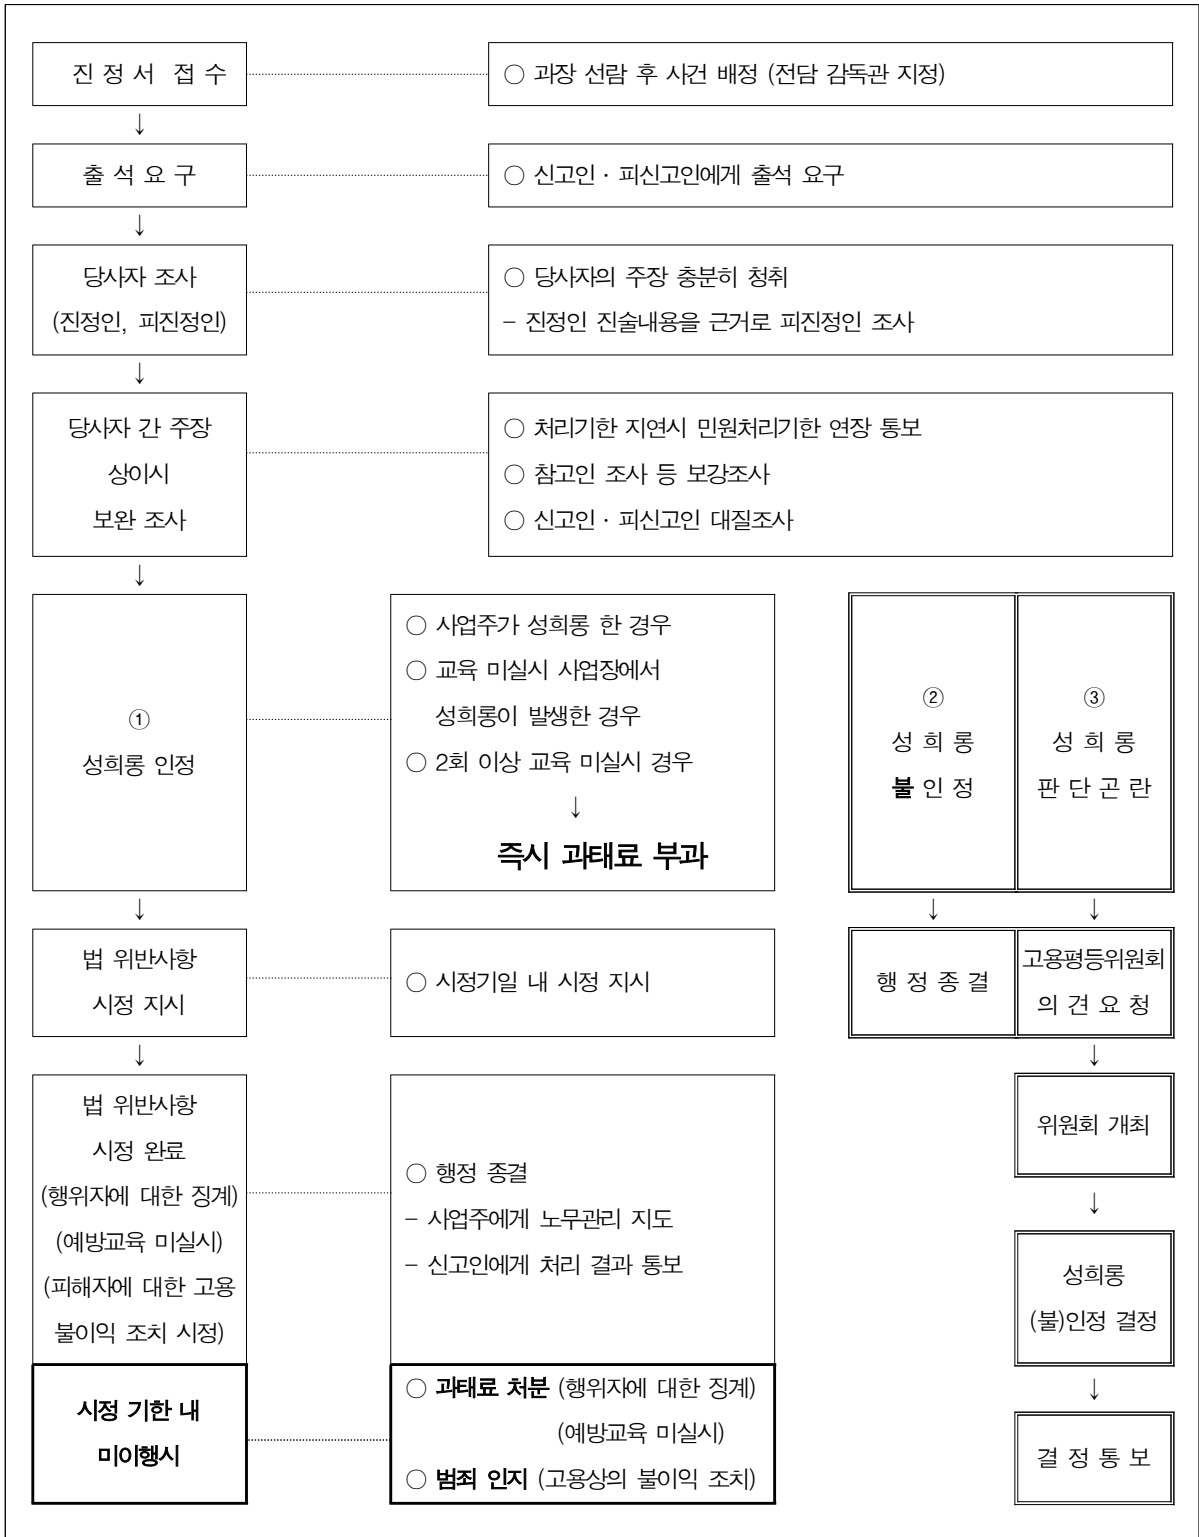 진정서 접수
○ 과장 선람 후 사건 배정 (전담 감독관 지정)
↓
출석요구
○ 신고인 · 피신고인에게 출석 요구
↓
당사자 조사
(진정인, 피진정인)
○ 당사자의 주장 충분히 청취
– 진정인 진술내용을 근거로 피진정인 조사
↓
당사자 간 주장
상이시
보완 조사
○ 처리기한 지연시 민원처리기한 연장 통보
○ 참고인 조사 등 보강조사
○ 신고인 · 피신고인 대질조사
↓
①
성희롱 인정
○ 사업주가 성희롱 한 경우
○ 교육 미실시 사업장에서
성희롱이 발생한 경우
○ 2회 이상 교육 미실시 경우
↓
즉시 과태료 부과
②
성희롱
불인정
③
성희롱
판단곤란
↓
↓
↓
법 위반사항
시정 지시
○ 시정기일 내 시정 지시
행정종결
고용평등위원회
의견요청
↓
↓
법 위반사항
시정 완료
(행위자에 대한 징계)
(예방교육 미실시)
(피해자에 대한 고용
불이익 조치 시정)
○ 행정 종결
– 사업주에게 노무관리 지도
– 신고인에게 처리 결과 통보
위원회 개최
↓
성희롱
(불)인정 결정
↓
시정 기한 내
미이행시
○ 과태료 처분 (행위자에 대한 징계)
(예방교육 미실시)
○ 범죄 인지 (고용상의 불이익 조치)
결정통보